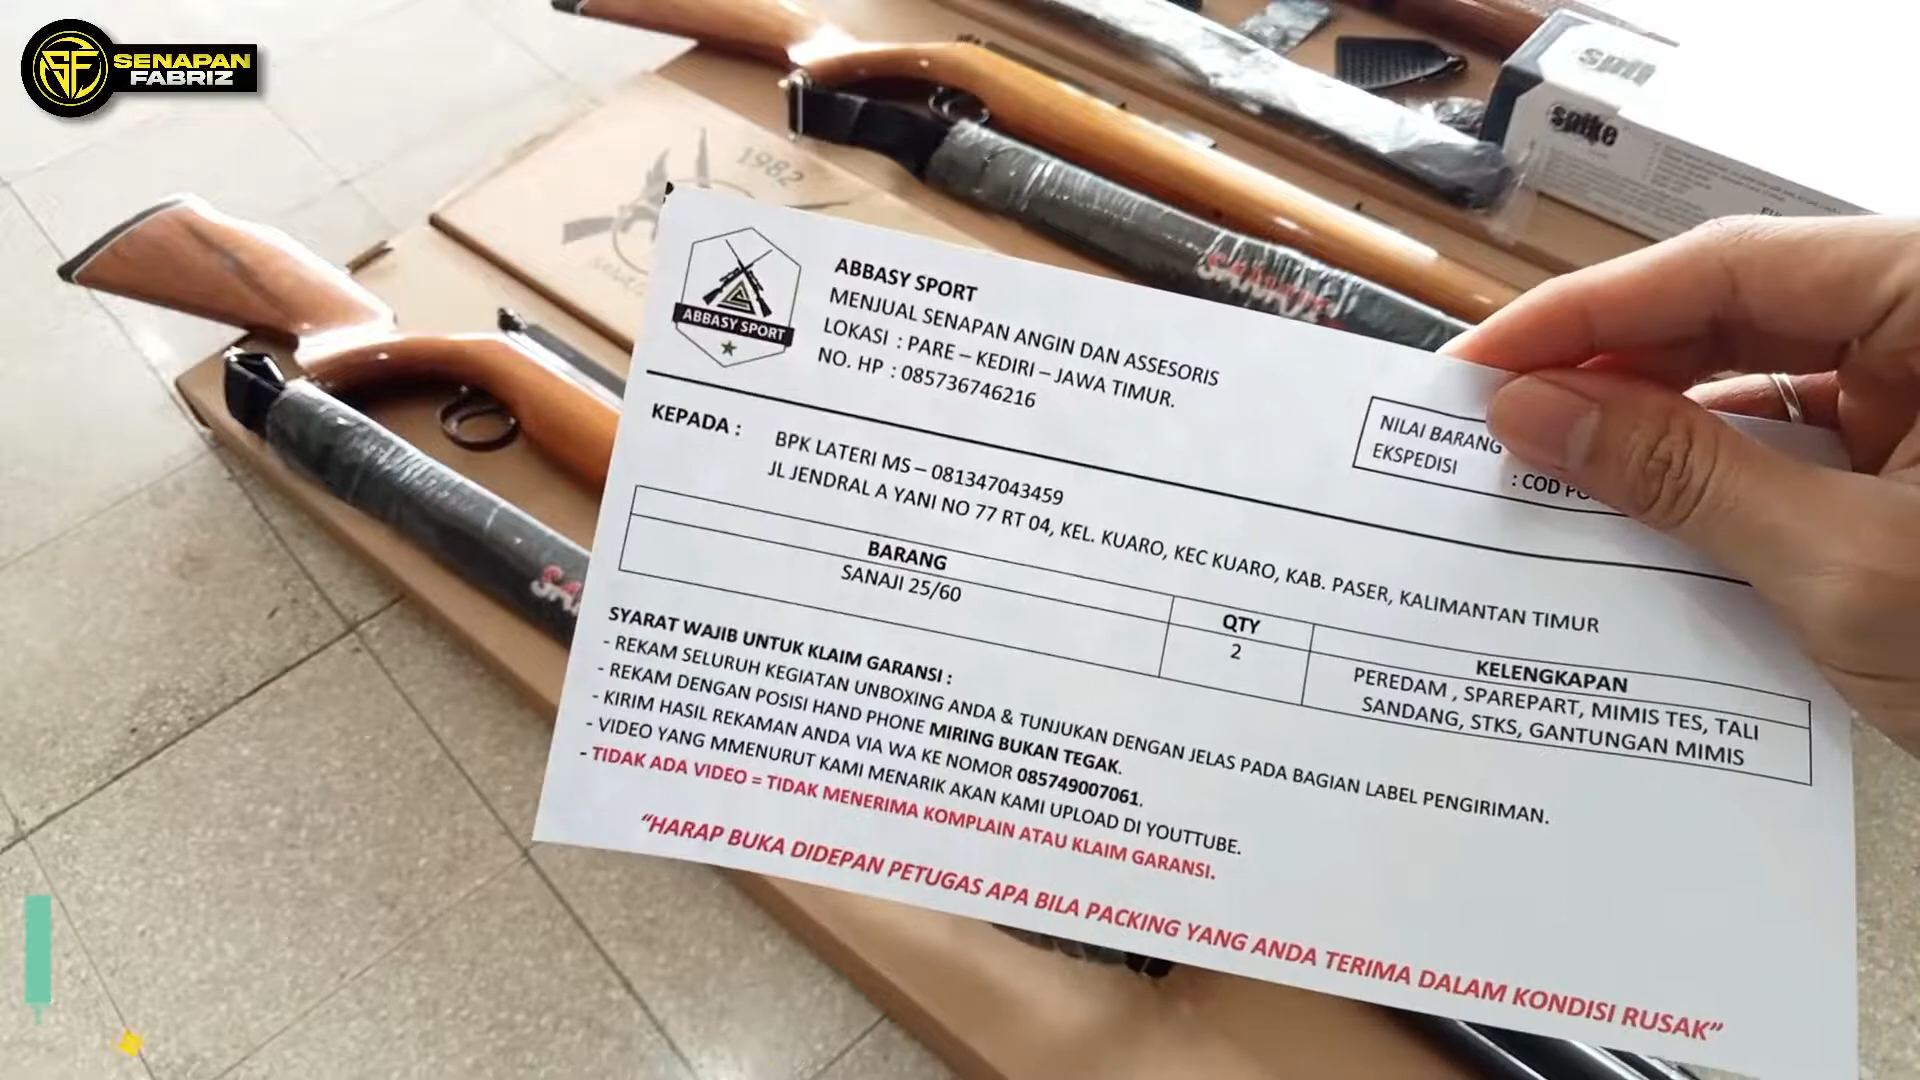 SENAPAN
FABRIZ
1982
spike
ABBASY SPORT
ABBASY SPORT
MENJUAL SENAPAN ANGIN DAN ASSESORIS
LOKASI : PARE – KEDIRI – JAWA TIMUR.
NO. HP : 085736746216
NILAI BARANG
EKSPEDISI : COD
KEPADA :
BPK LATERI MS – 081347043459
JL JENDRAL A YANI NO 77 RT 04, KEL. KUARO, KEC KUARO, KAB. PASER, KALIMANTAN TIMUR
BARANG QTY KELENGKAPAN
SANAJI 25/60 2 PEREDAM , SPAREPART, MIMIS TES, TALI
SANDANG, STKS, GANTUNGAN MIMIS
SYARAT WAJIB UNTUK KLAIM GARANSI :
- REKAM SELURUH KEGIATAN UNBOXING ANDA & TUNJUKAN DENGAN JELAS PADA BAGIAN LABEL PENGIRIMAN.
- REKAM DENGAN POSISI HAND PHONE MIRING BUKAN TEGAK.
- KIRIM HASIL REKAMAN ANDA VIA WA KE NOMOR 085749007061.
- VIDEO YANG MMENURUT KAMI MENARIK AKAN KAMI UPLOAD DI YOUTTUBE.
- TIDAK ADA VIDEO = TIDAK MENERIMA KOMPLAIN ATAU KLAIM GARANSI.
“HARAP BUKA DIDEPAN PETUGAS APA BILA PACKING YANG ANDA TERIMA DALAM KONDISI RUSAK”